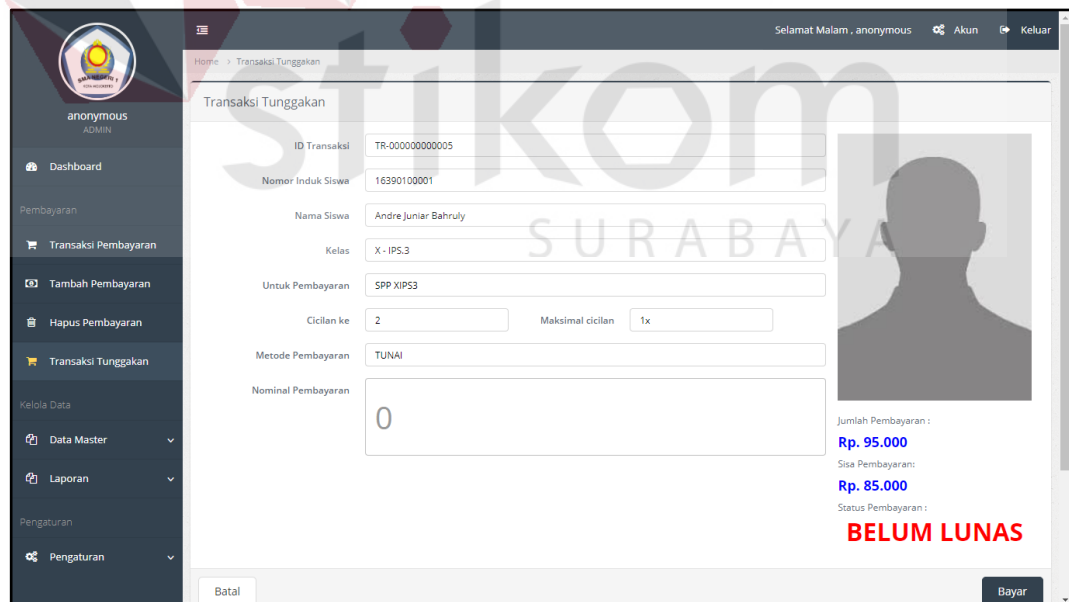 Selamat Malam , anonymous Akun Keluar
Home > Transaksi Tunggakan
SMA NEGERI 1
anonymous
ADMIN
Dashboard
Pembayaran
Transaksi Pembayaran
Tambah Pembayaran
Hapus Pembayaran
Transaksi Tunggakan
Kelola Data
Data Master
Laporan
Pengaturan
Pengaturan
Transaksi Tunggakan
ID Transaksi TR-000000000005
Nomor Induk Siswa 16390100001
Nama Siswa Andre Juniar Bahruly
Kelas X - IPS.3
Untuk Pembayaran SPP XIPS3
Cicilan ke 2 Maksimal cicilan 1x
Metode Pembayaran TUNAI
Nominal Pembayaran 0
Jumlah Pembayaran :
Rp. 95.000
Sisa Pembayaran:
Rp. 85.000
Status Pembayaran :
BELUM LUNAS
Batal Bayar
stikom
SURABAYA